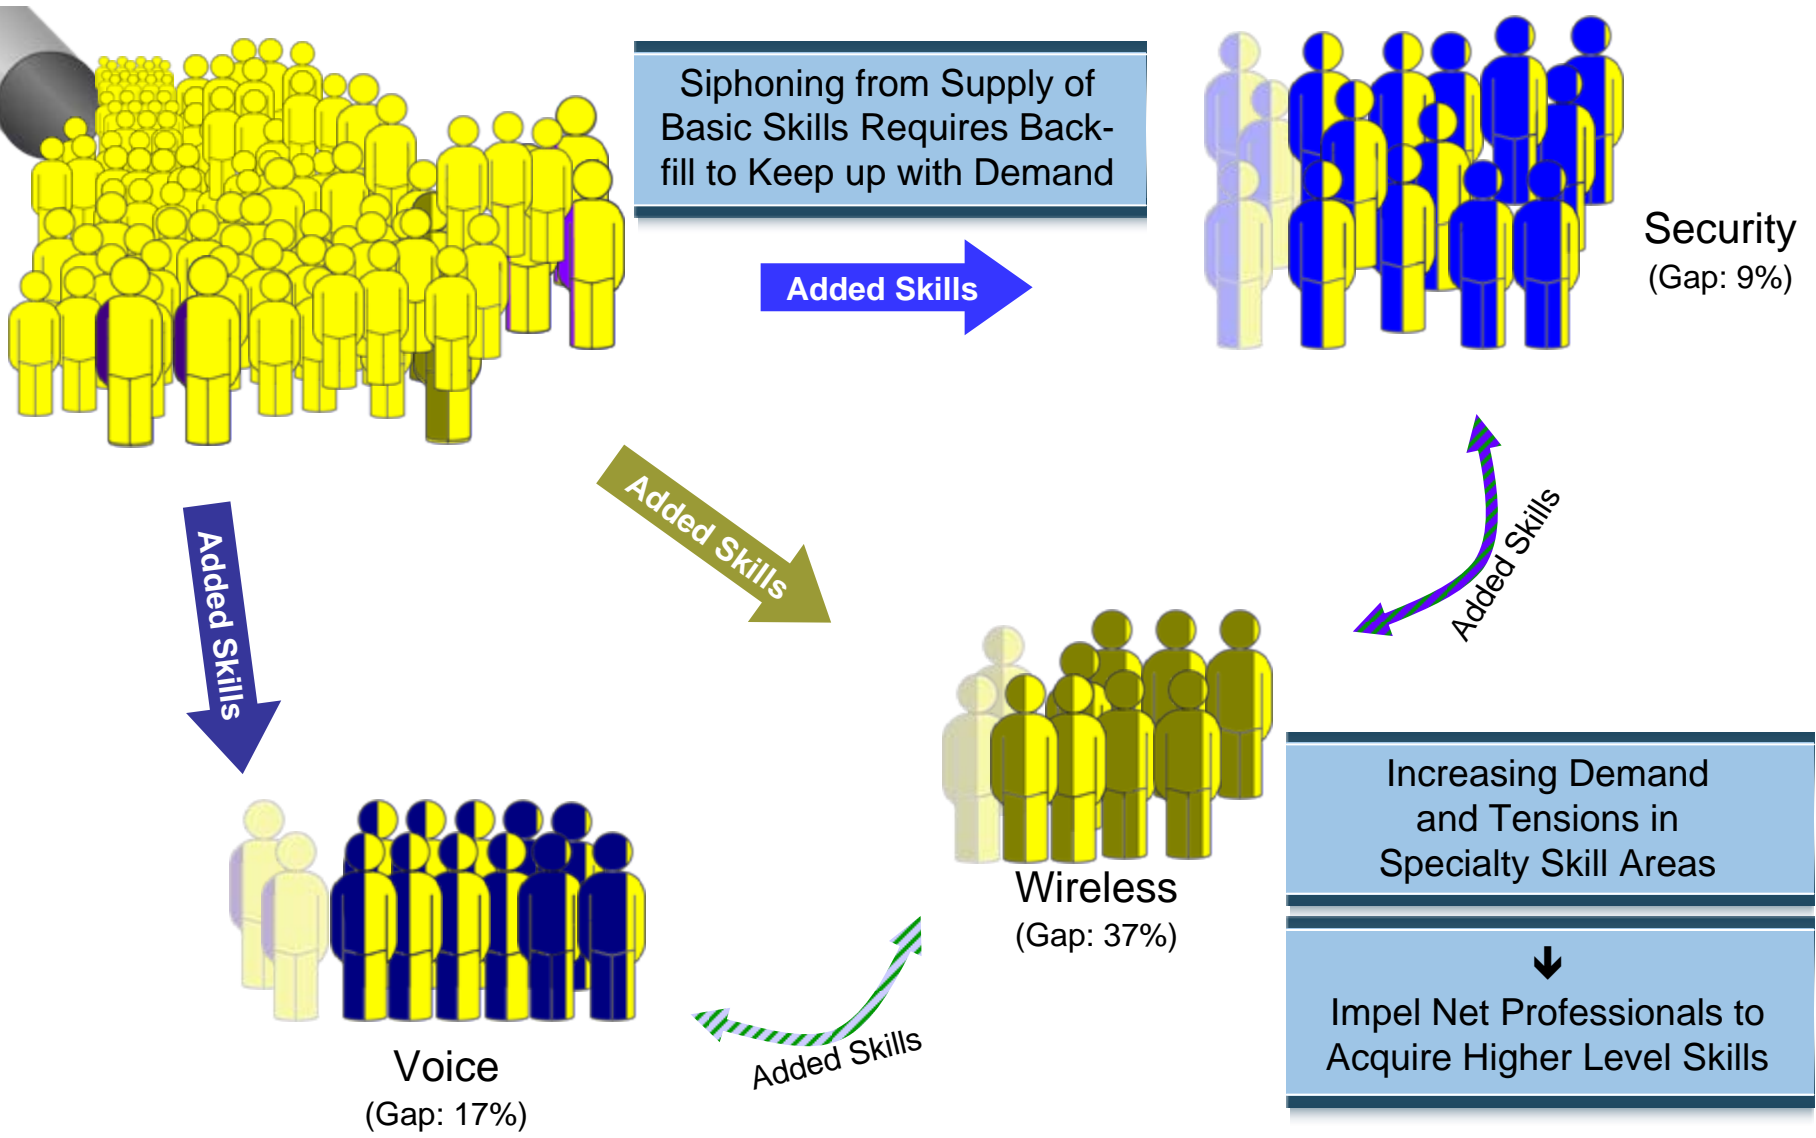 Siphoning from Supply of
Basic Skills Requires Back-
fill to Keep up with Demand
Security
(Gap: 9%)
Added Skills
Added Skills
Added Skills
Added Skills
Wireless
(Gap: 37%)
Increasing Demand
and Tensions in
Specialty Skill Areas
↓
Impel Net Professionals to
Acquire Higher Level Skills
Added Skills
Voice
(Gap: 17%)